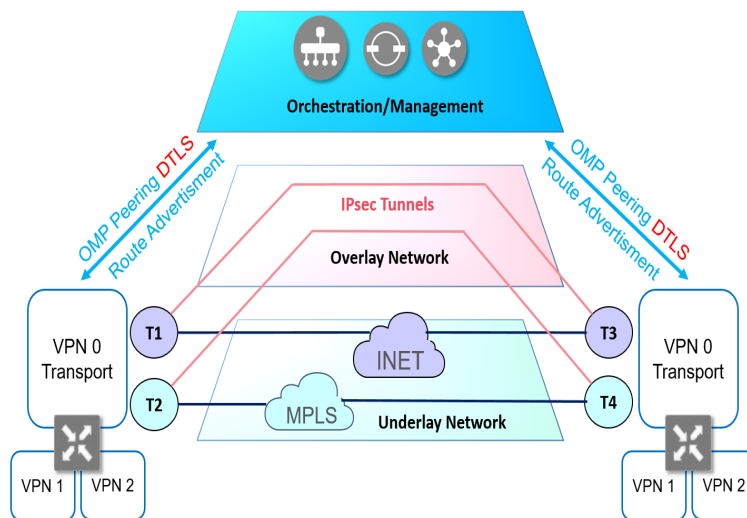 Orchestration/Management
OMP Peering DTLS
Route Advertisment
OMP Peering DTLS
Route Advertisment
IPsec Tunnels
Overlay Network
VPN 0
Transport
T1
INET
T3
VPN 0
Transport
T2
MPLS
T4
Underlay Network
VPN 1
VPN 2
VPN 1
VPN 2